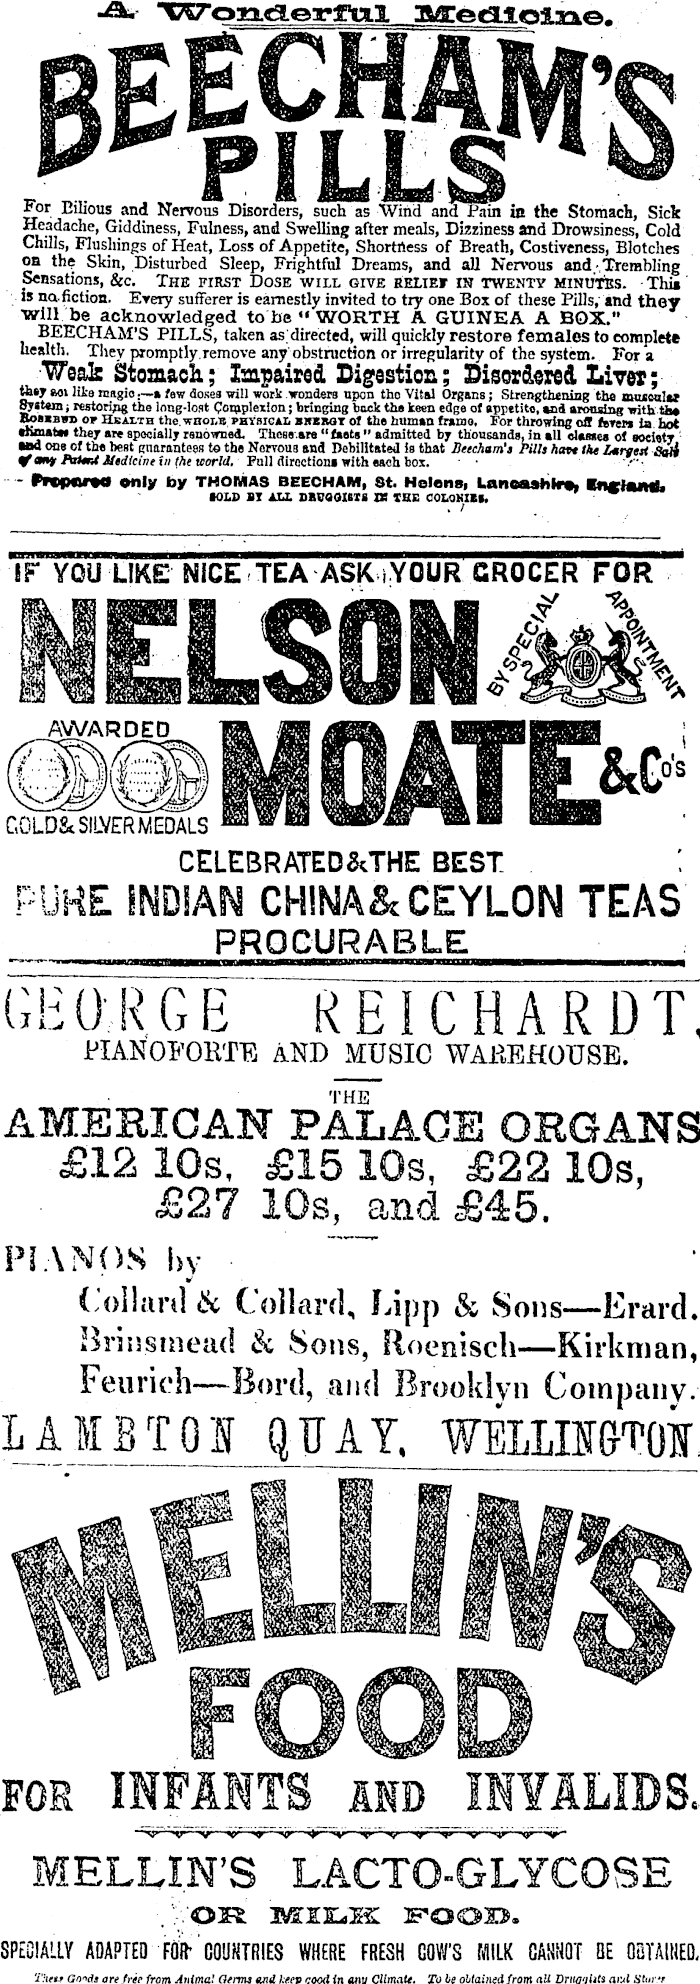 A Wonderful Medicine.
BEECHAM'S
PILLS
For Bilious and Nervous Disorders, such as Wind and Pain in the Stomach, Sick
Headache, Giddiness, Fulness, and Swelling after meals, Dizziness and Drowsiness, Cold
Chills, Flushings of Heat, Loss of Appetite, Shortness of Breath, Costiveness, Blotches
on the Skin, Disturbed Sleep, Frightful Dreams, and all Nervous and Trembling
Sensations, &c. THE FIRST DOSE WILL GIVE RELIEF IN TWENTY MINUTES. This
is no fiction. Every sufferer is earnestly invited to try one Box of these Pills, and they
will be acknowledged to be "WORTH A GUINEA A BOX."
BEECHAM'S PILLS, taken as directed, will quickly restore females to complete
health. They promptly remove any obstruction or irregularity of the system. For a
Weak Stomach; Impaired Digestion; Disordered Liver;
they act like magic:—a few doses will work wonders upon the Vital Organs; Strengthening the muscular
System; restoring the long-lost Complexion; bringing back the keen edge of appetite, and arousing with the
ROSEBUD OF HEALTH the WHOLE PHYSICAL ENERGY of the human frame. For throwing off fevers in hot
climates they are specially renowned. These are "facts" admitted by thousands, in all classes of society;
and one of the best guarantees to the Nervous and Debilitated is that Beecham's Pills have the Largest Sale
of any Patent Medicine in the world. Full directions with each box.
Prepared only by THOMAS BEECHAM, St. Helens, Lancashire, England.
SOLD BY ALL DRUGGISTS IN THE COLONIES.
IF YOU LIKE NICE TEA ASK YOUR GROCER FOR
NELSON
BY SPECIAL APPOINTMENT
MOATE & Co's
AWARDED
GOLD & SILVER MEDALS
CELEBRATED & THE BEST
PURE INDIAN CHINA & CEYLON TEAS
PROCURABLE
GEORGE REICHARDT,
PIANOFORTE AND MUSIC WAREHOUSE.
THE
AMERICAN PALACE ORGANS
£12 10s, £15 10s, £22 10s,
£27 10s, and £45.
PIANOS by
Collard & Collard, Lipp & Sons—Erard.
Brinsmead & Sons, Roenisch—Kirkman,
Feurich—Bord, and Brooklyn Company.
LAMBTON QUAY, WELLINGTON.
MELLIN'S
FOOD
FOR INFANTS AND INVALIDS.
MELLIN'S LACTO-GLYCOSE
OR MILK FOOD.
SPECIALLY ADAPTED FOR COUNTRIES WHERE FRESH COW'S MILK CANNOT BE OBTAINED.
These Goods are free from Animal Germs and keep good in any Climate. To be obtained from all Druggists and Stores